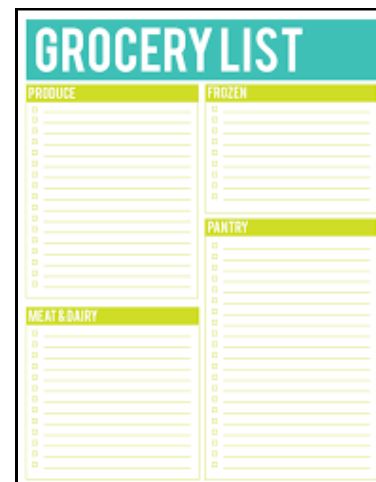 GROCERY LIST
PRODUCE
FROZEN
PANTRY
MEAT & DAIRY